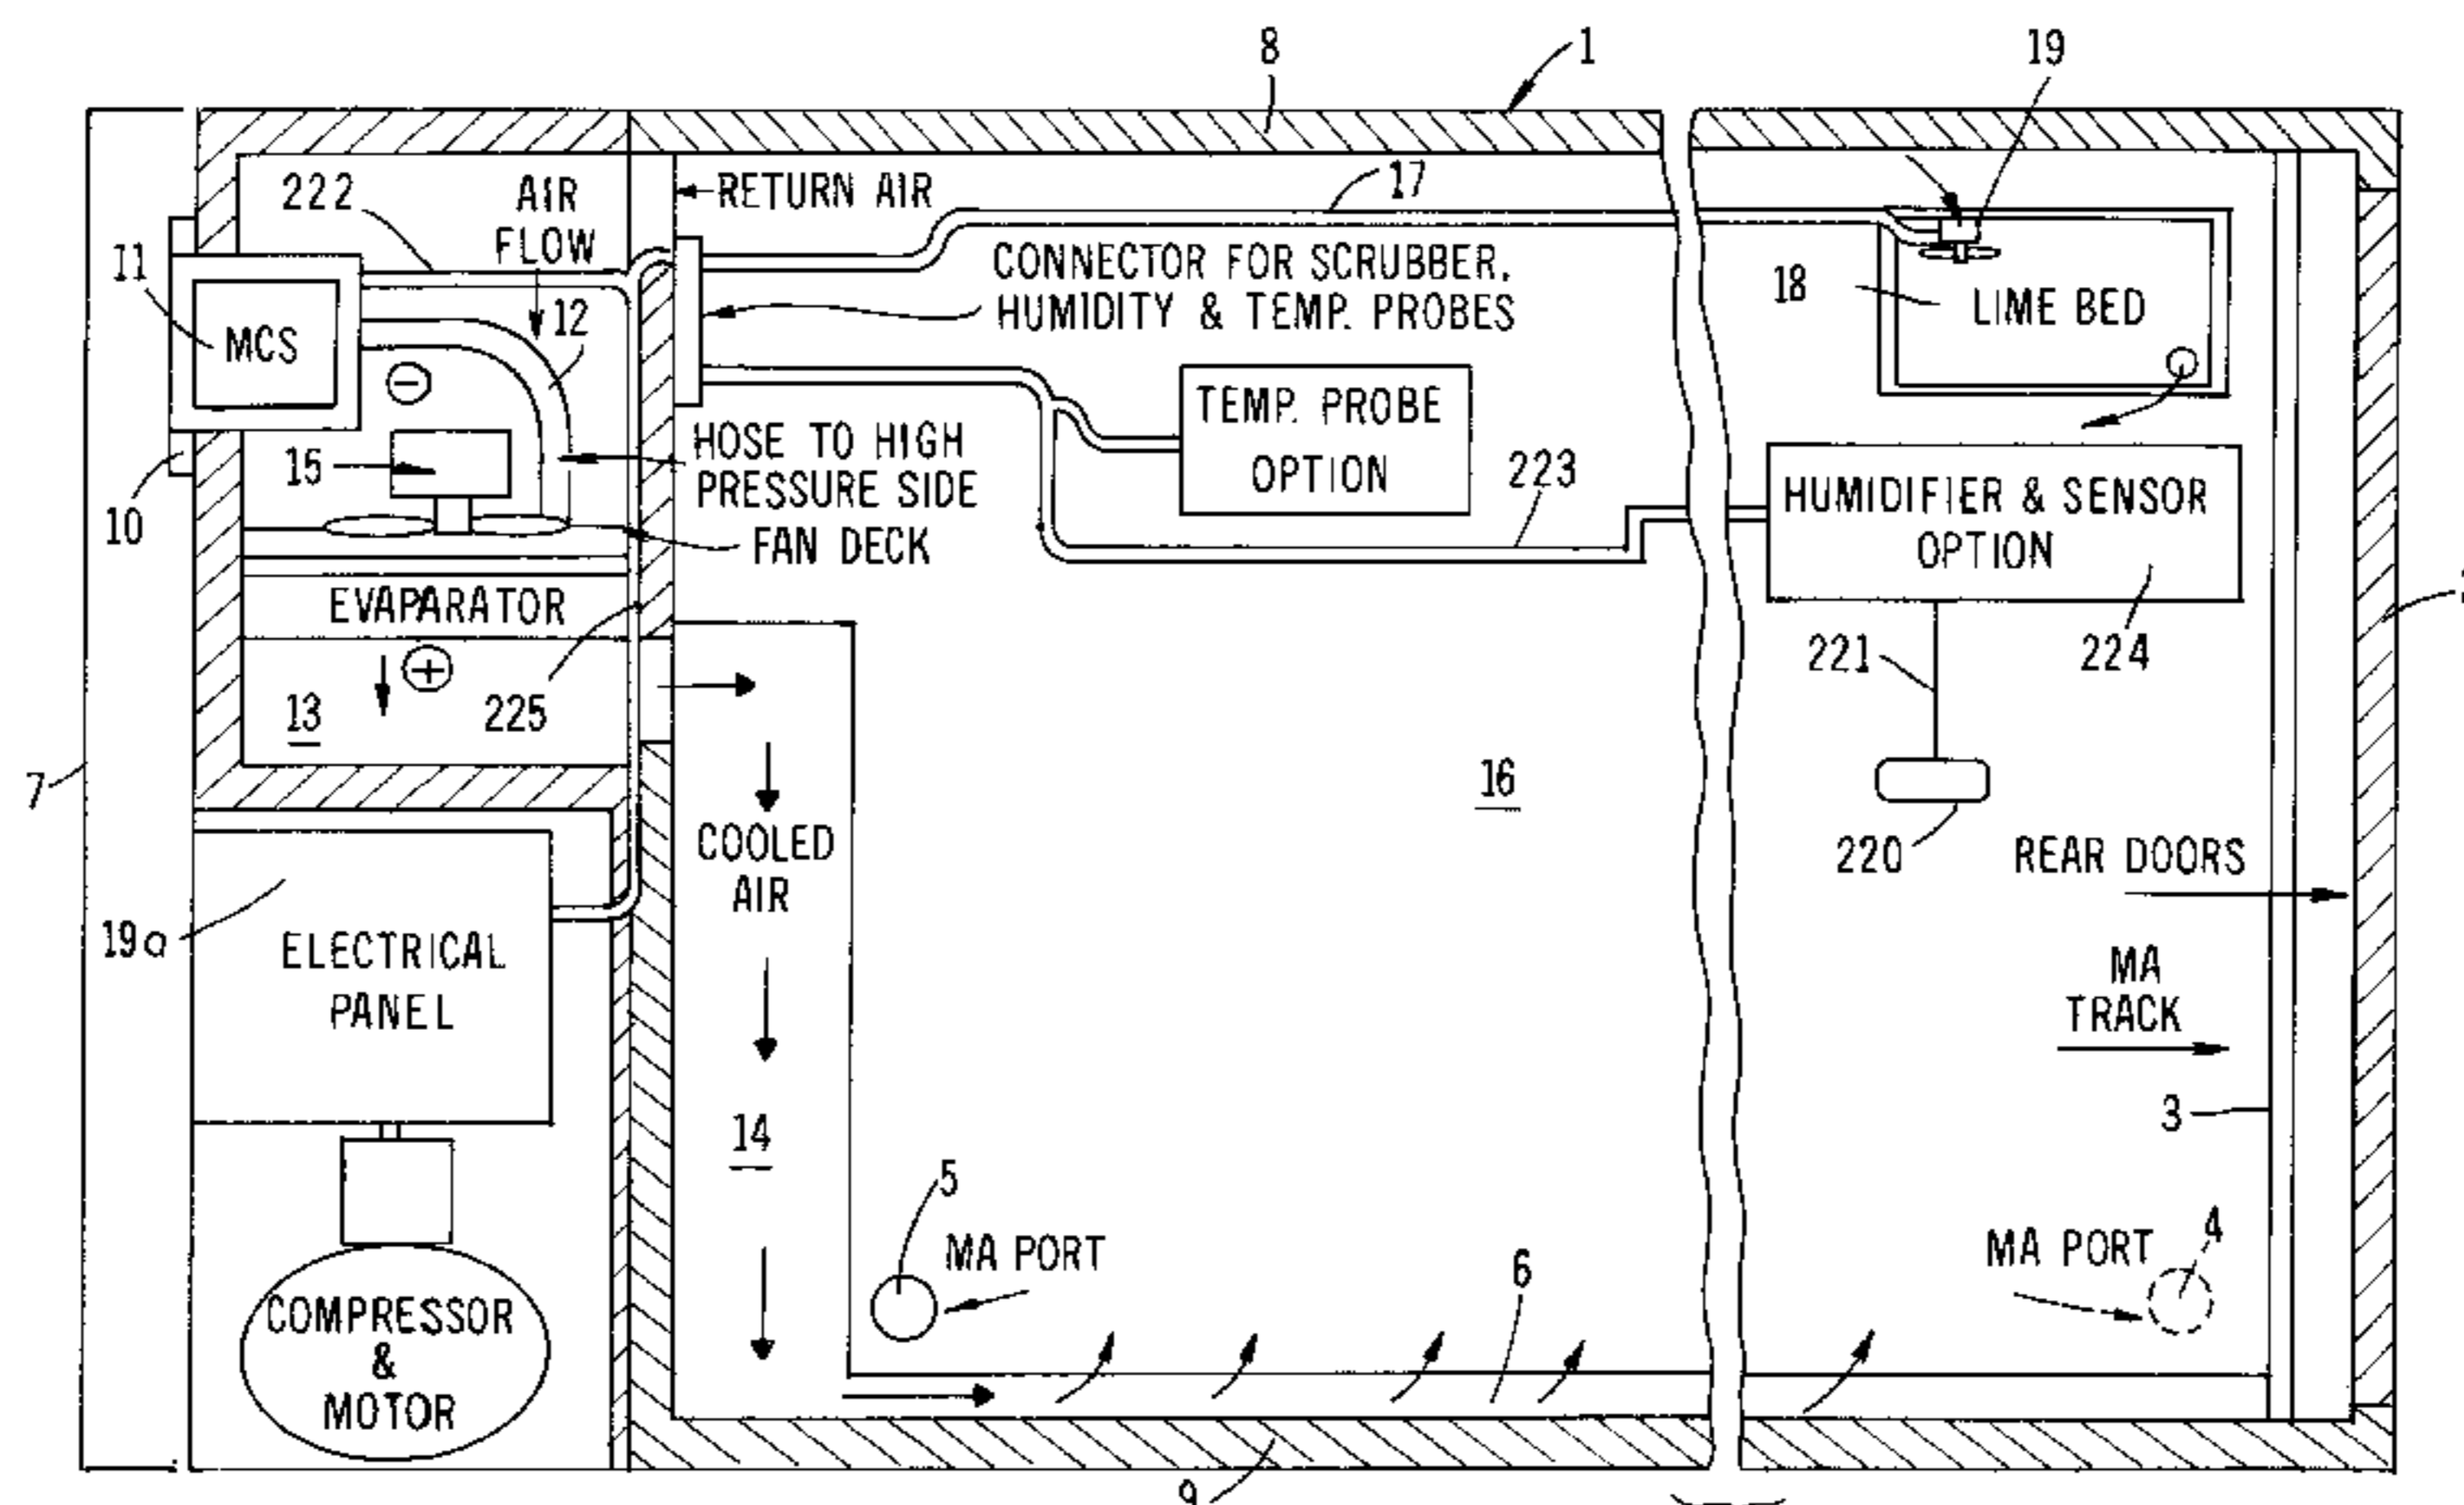 8
1
19
222
AIR
FLOW
RETURN AIR
17
11
MCS
12
CONNECTOR FOR SCRUBBER,
HUMIDITY & TEMP. PROBES
18
LIME BED
−
15
HOSE TO HIGH
PRESSURE SIDE
TEMP. PROBE
OPTION
223
HUMIDIFIER & SENSOR
OPTION
10
FAN DECK
EVAPARATOR
+
13
225
221
224
7
16
COOLED
AIR
220
REAR DOORS
19a
ELECTRICAL
PANEL
MA
TRACK
14
3
5
MA PORT
6
MA PORT
4
COMPRESSOR
&
MOTOR
9